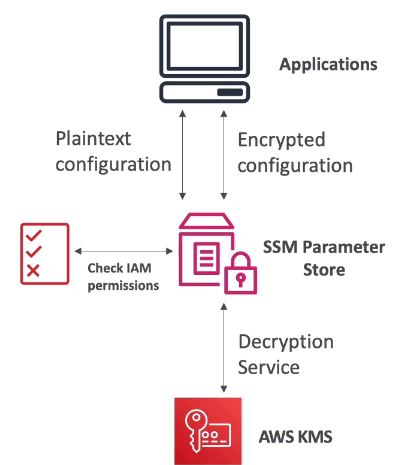 Applications
Plaintext
configuration
Encrypted
configuration
SSM Parameter
Store
Check IAM
permissions
Decryption
Service
AWS KMS